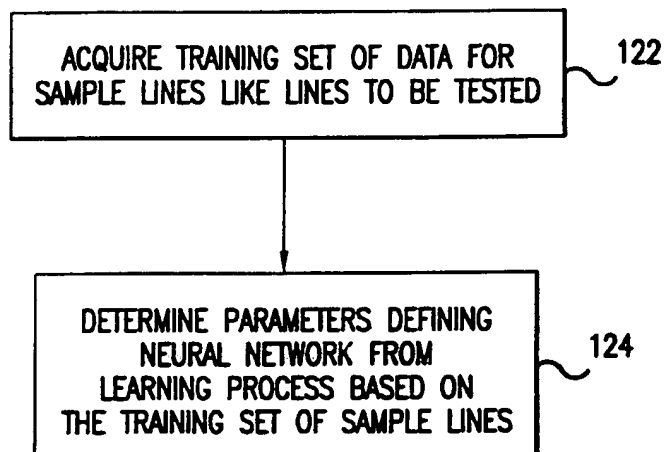 ACQUIRE TRAINING SET OF DATA FOR
SAMPLE LINES LIKE LINES TO BE TESTED
122
DETERMINE PARAMETERS DEFINING
NEURAL NETWORK FROM
LEARNING PROCESS BASED ON
THE TRAINING SET OF SAMPLE LINES
124